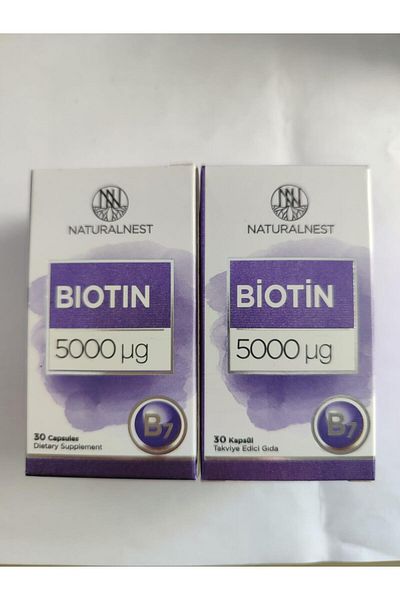 NATURALNEST
BIOTIN
5000 µg
30 Capsules
Dietary Supplement
B7
NATURALNEST
BİOTİN
5000 µg
30 Kapsül
Takviye Edici Gıda
B7